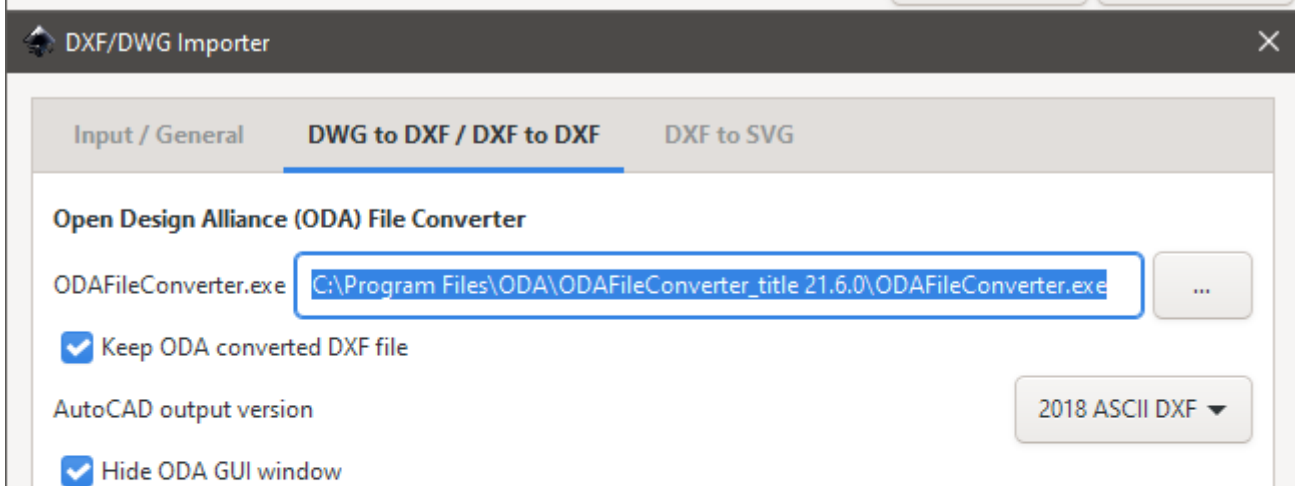 DXF/DWG Importer
Input / General DWG to DXF / DXF to DXF DXF to SVG
Open Design Alliance (ODA) File Converter
ODAFileConverter.exe C:\Program Files\ODA\ODAFileConverter_title 21.6.0\ODAFileConverter.exe ...
Keep ODA converted DXF file
AutoCAD output version 2018 ASCII DXF
Hide ODA GUI window